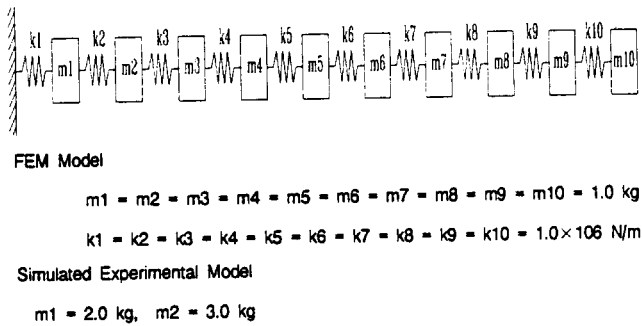 k1 k2 k3 k4 k5 k6 k7 k8 k9 k10
m1 m2 m3 m4 m5 m6 m7 m8 m9 m10
FEM Model
m1 = m2 = m3 = m4 = m5 = m6 = m7 = m8 = m9 = m10 = 1.0 kg
k1 = k2 = k3 = k4 = k5 = k6 = k7 = k8 = k9 = k10 = 1.0×106 N/m
Simulated Experimental Model
m1 = 2.0 kg, m2 = 3.0 kg